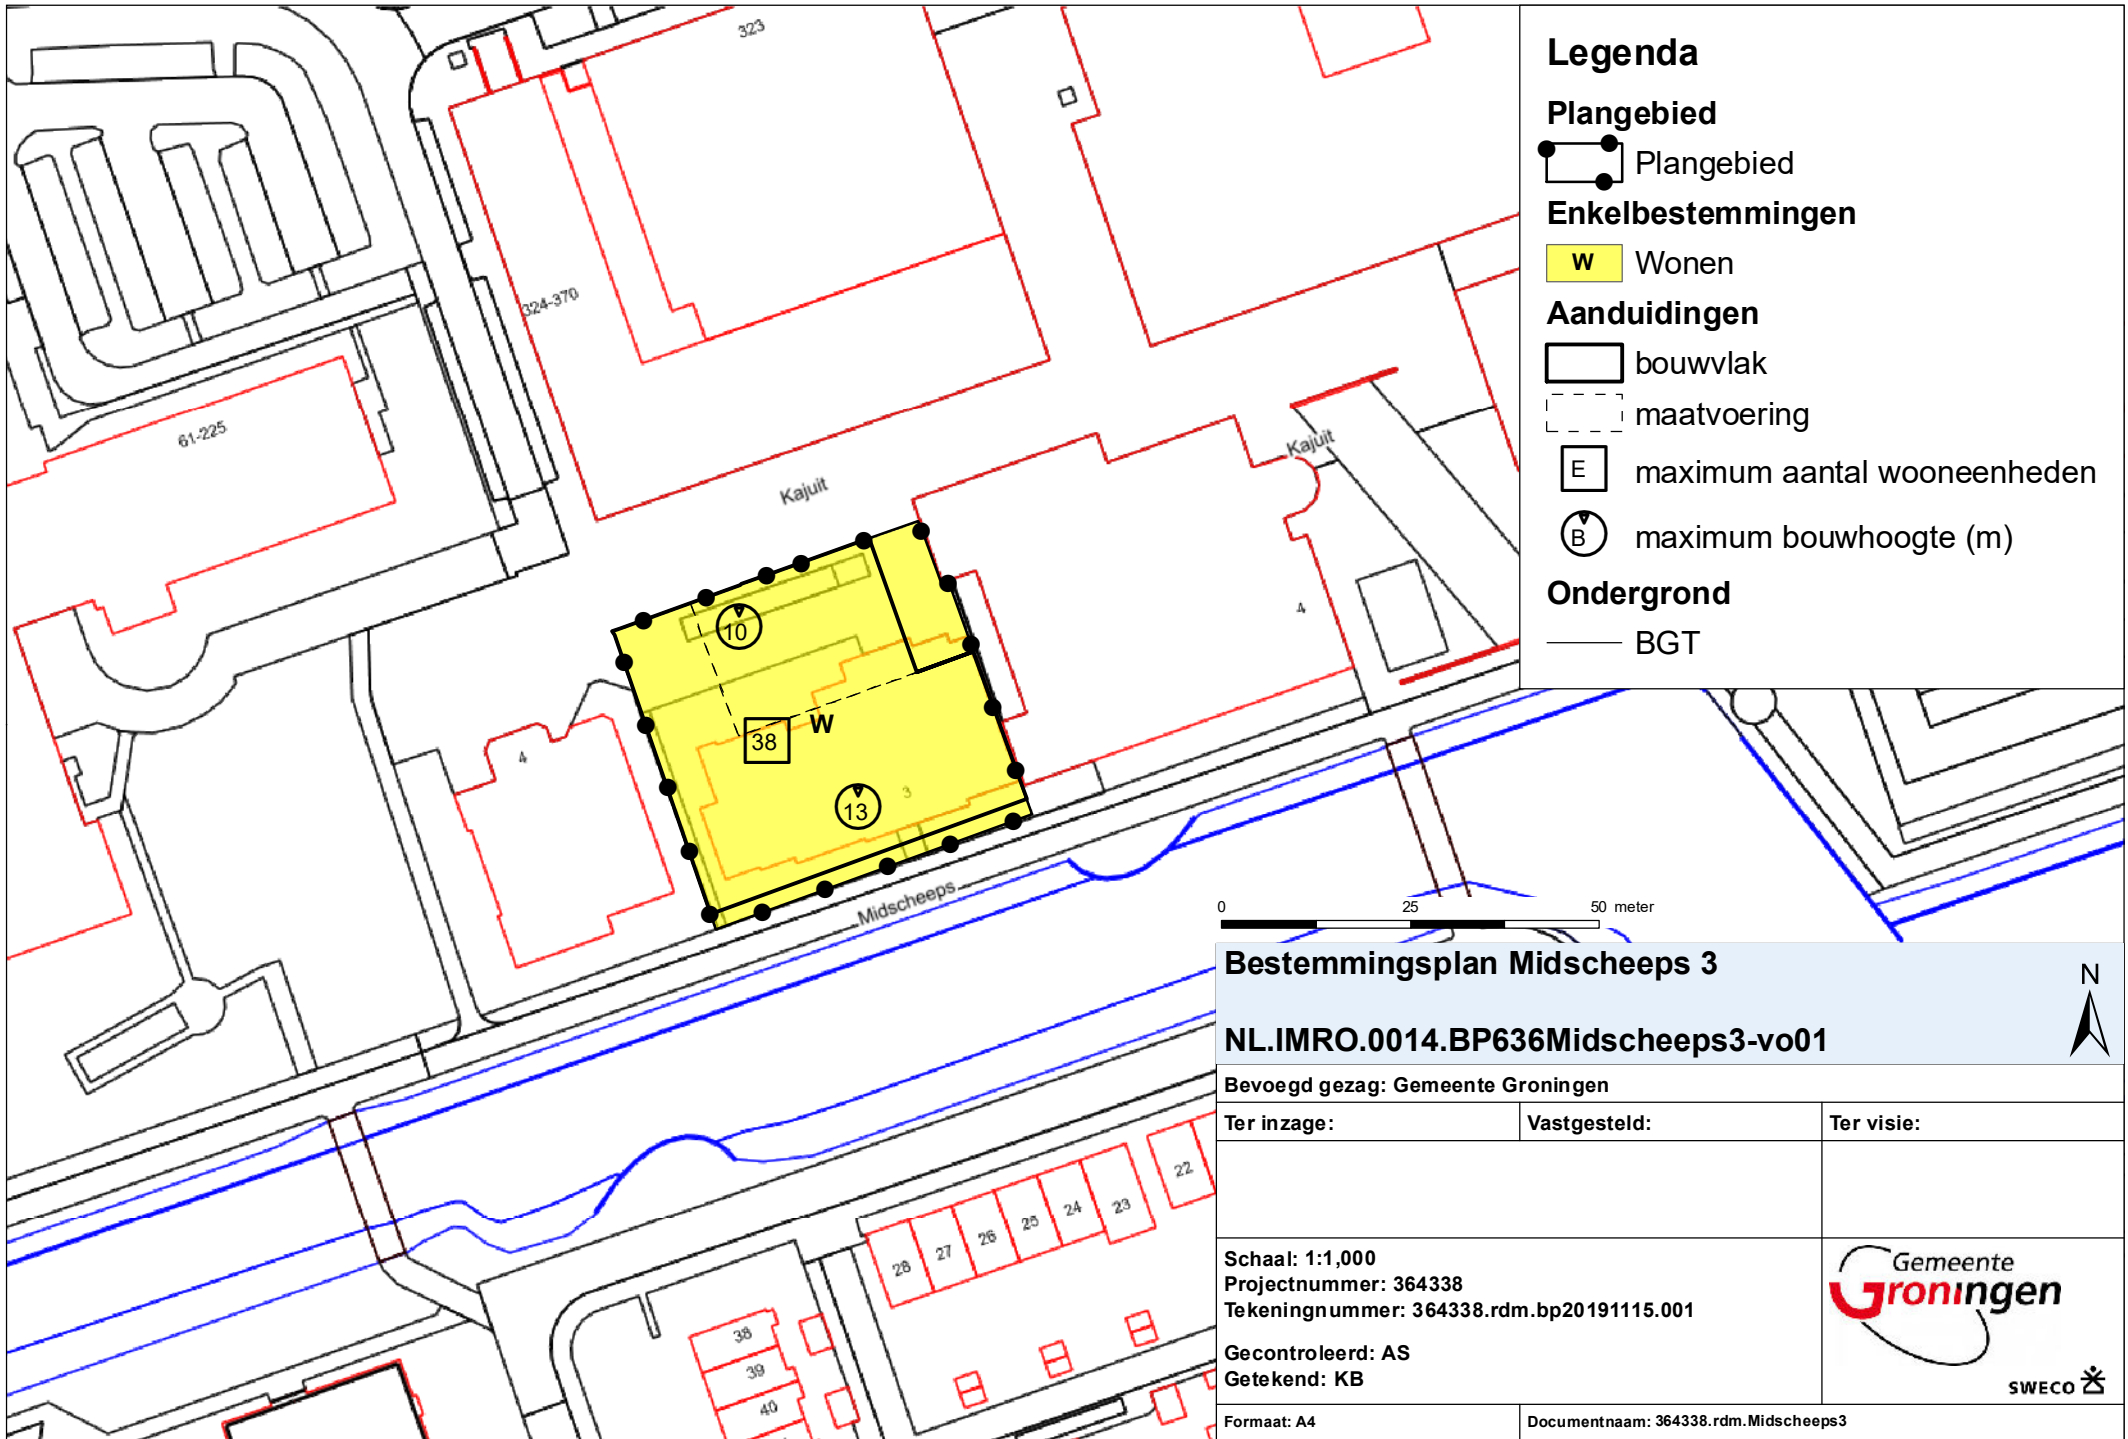 323
324-370
61-225
Kajuit
Kajuit
4
4
10
W
38
3
13
Midscheeps
28
27
26
25
24
23
22
38
39
40
Legenda
Plangebied
Plangebied
Enkelbestemmingen
W Wonen
Aanduidingen
bouwvlak
maatvoering
E maximum aantal wooneenheden
B maximum bouwhoogte (m)
Ondergrond
BGT
0 25 50 meter
Bestemmingsplan Midscheeps 3
N
NL.IMRO.0014.BP636Midscheeps3-vo01
Bevoegd gezag: Gemeente Groningen
Ter inzage: Vastgesteld: Ter visie:
Schaal: 1:1,000
Projectnummer: 364338
Tekeningnummer: 364338.rdm.bp20191115.001
Gecontroleerd: AS
Getekend: KB
Gemeente
Groningen
SWECO
Formaat: A4 Documentnaam: 364338.rdm.Midscheeps3